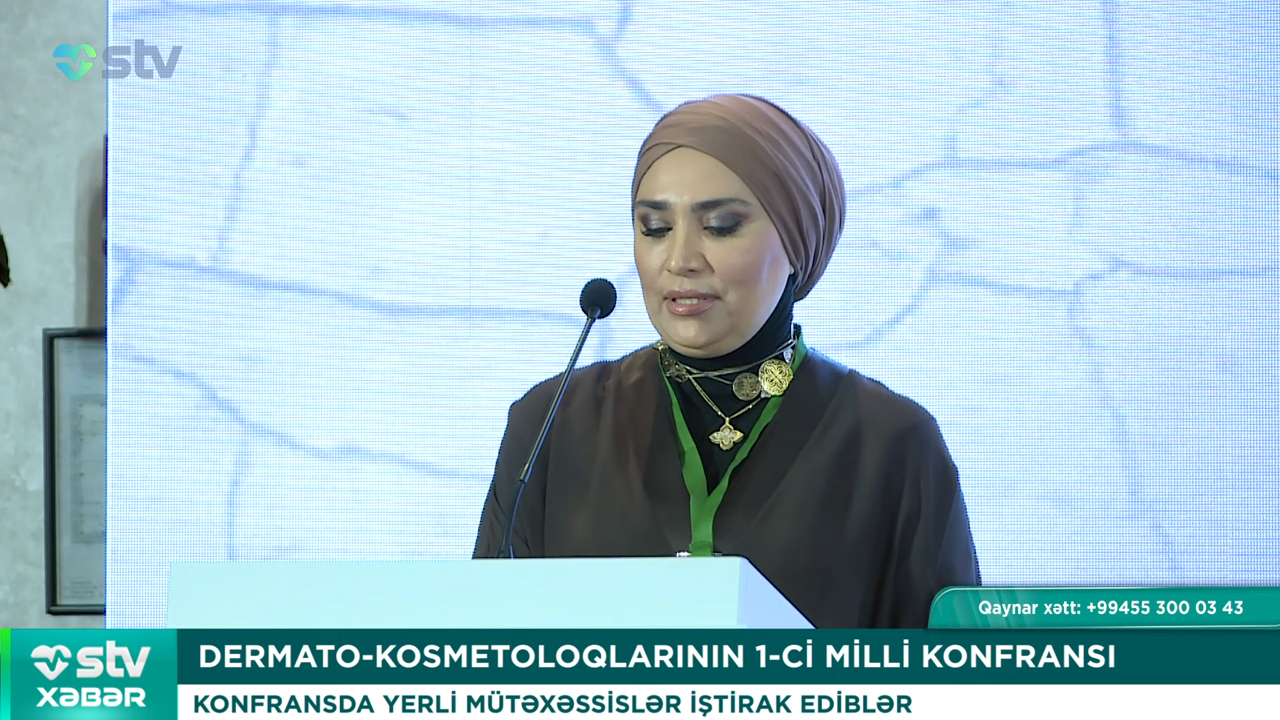 stv
Qaynar xətt: +99455 300 03 43
stv
XƏBƏR
DERMATO-KOSMETOLOQLARININ 1-Cİ MİLLİ KONFRANSI
KONFRANSDA YERLİ MÜTƏXƏSSİSLƏR İŞTİRAK EDİBLƏR